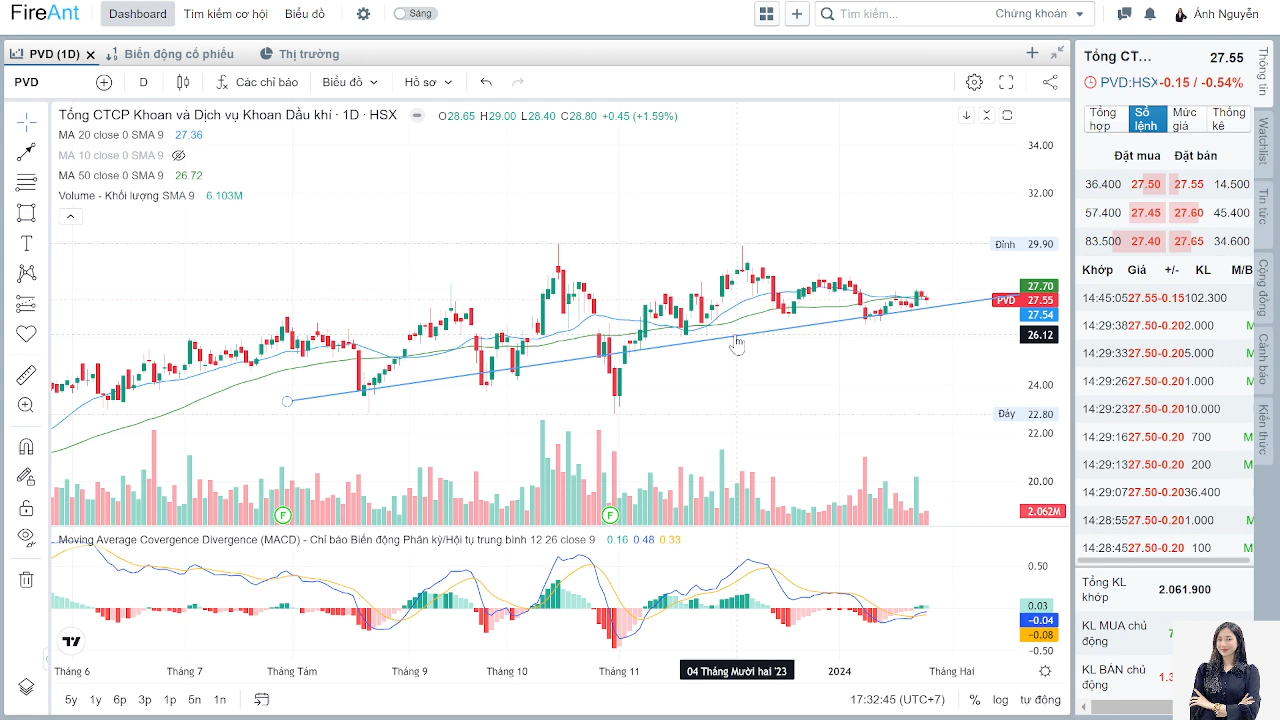 FireAnt
Dashboard
Tìm kiếm cơ hội
Biểu đồ
Sáng
Tìm kiếm...
Chứng khoán
Ánh Nguyễn
PVD (1D)
Biến động cổ phiếu
Thị trường
PVD
D
Các chỉ báo
Biểu đồ
Hồ sơ
Tổng CTCP Khoan và Dịch vụ Khoan Dầu khí · 1D · HSX
O28.65 H29.00 L28.40 C28.80 +0.45 (+1.59%)
MA 20 close 0 SMA 9 27.36
MA 10 close 0 SMA 9
MA 50 close 0 SMA 9 26.72
Volume - Khối lượng SMA 9 6.103M
34.00
32.00
Đỉnh 29.90
27.70
PVD 27.55
27.54
26.12
24.00
Đáy 22.80
22.00
20.00
2.062M
F
F
Moving Average Covergence Divergence (MACD) - Chỉ báo Biến động Phân kỳ/Hội tụ trung bình 12 26 close 9 0.16 0.48 0.33
0.50
0.03
−0.04
−0.08
−0.50
Tháng 6
Tháng 7
Tháng Tám
Tháng 9
Tháng 10
Tháng 11
04 Tháng Mười hai '23
2024
Tháng Hai
5y 1y 6p 3p 1p 5n 1n
17:32:45 (UTC+7)
% log tự động
Tổng CT... 27.55
PVD:HSX -0.15 / -0.54%
Tổng hợp
Sổ lệnh
Mức giá
Thống kê
Đặt mua Đặt bán
36.400 27.50 27.55 14.500
57.400 27.45 27.60 45.400
83.500 27.40 27.65 34.600
Khớp Giá +/- KL M/B
14:45:05 27.55 -0.15 102.300
14:29:38 27.50 -0.20 2.000 M
14:29:33 27.50 -0.20 5.000 M
14:29:26 27.50 -0.20 1.000 M
14:29:23 27.50 -0.20 10.000 M
14:29:16 27.50 -0.20 700 M
14:29:13 27.50 -0.20 200 M
14:29:07 27.50 -0.20 36.400
14:28:55 27.50 -0.20 1.000 M
14:28:45 27.50 -0.20 100 M
Tổng KL khớp 2.061.900
KL MUA chủ động
KL BÁN chủ động 1.3
Thông tin
Watchlist
Tin tức
Cộng đồng
Cảnh báo
Kiến thức